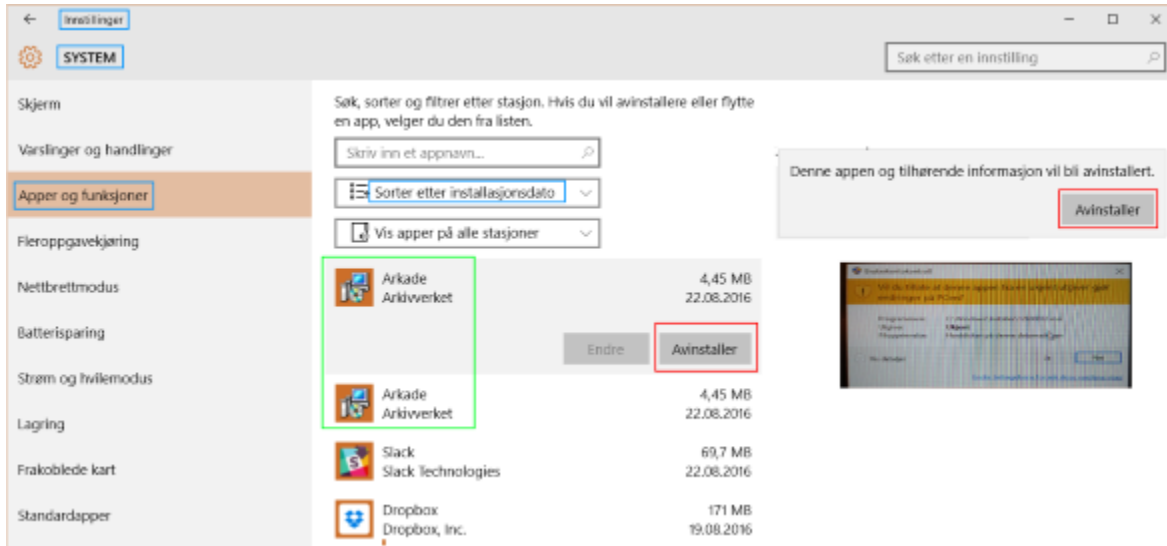 Innstillinger
SYSTEM
Søk etter en innstilling
Skjerm
Varslinger og handlinger
Apper og funksjoner
Fleroppgavekjøring
Nettbrettmodus
Batterisparing
Strøm og hvilemodus
Lagring
Frakoblede kart
Standardapper
Søk, sorter og filtrer etter stasjon. Hvis du vil avinstallere eller flytte
en app, velger du den fra listen.
Skriv inn et appnavn...
Sorter etter installasjonsdato
Vis apper på alle stasjoner
Arkade 4,45 MB
Arkivverket 22.08.2016
Endre Avinstaller
Arkade 4,45 MB
Arkivverket 22.08.2016
Slack 69,7 MB
Slack Technologies 22.08.2016
Dropbox 171 MB
Dropbox, Inc. 19.08.2016
Denne appen og tilhørende informasjon vil bli avinstallert.
Avinstaller